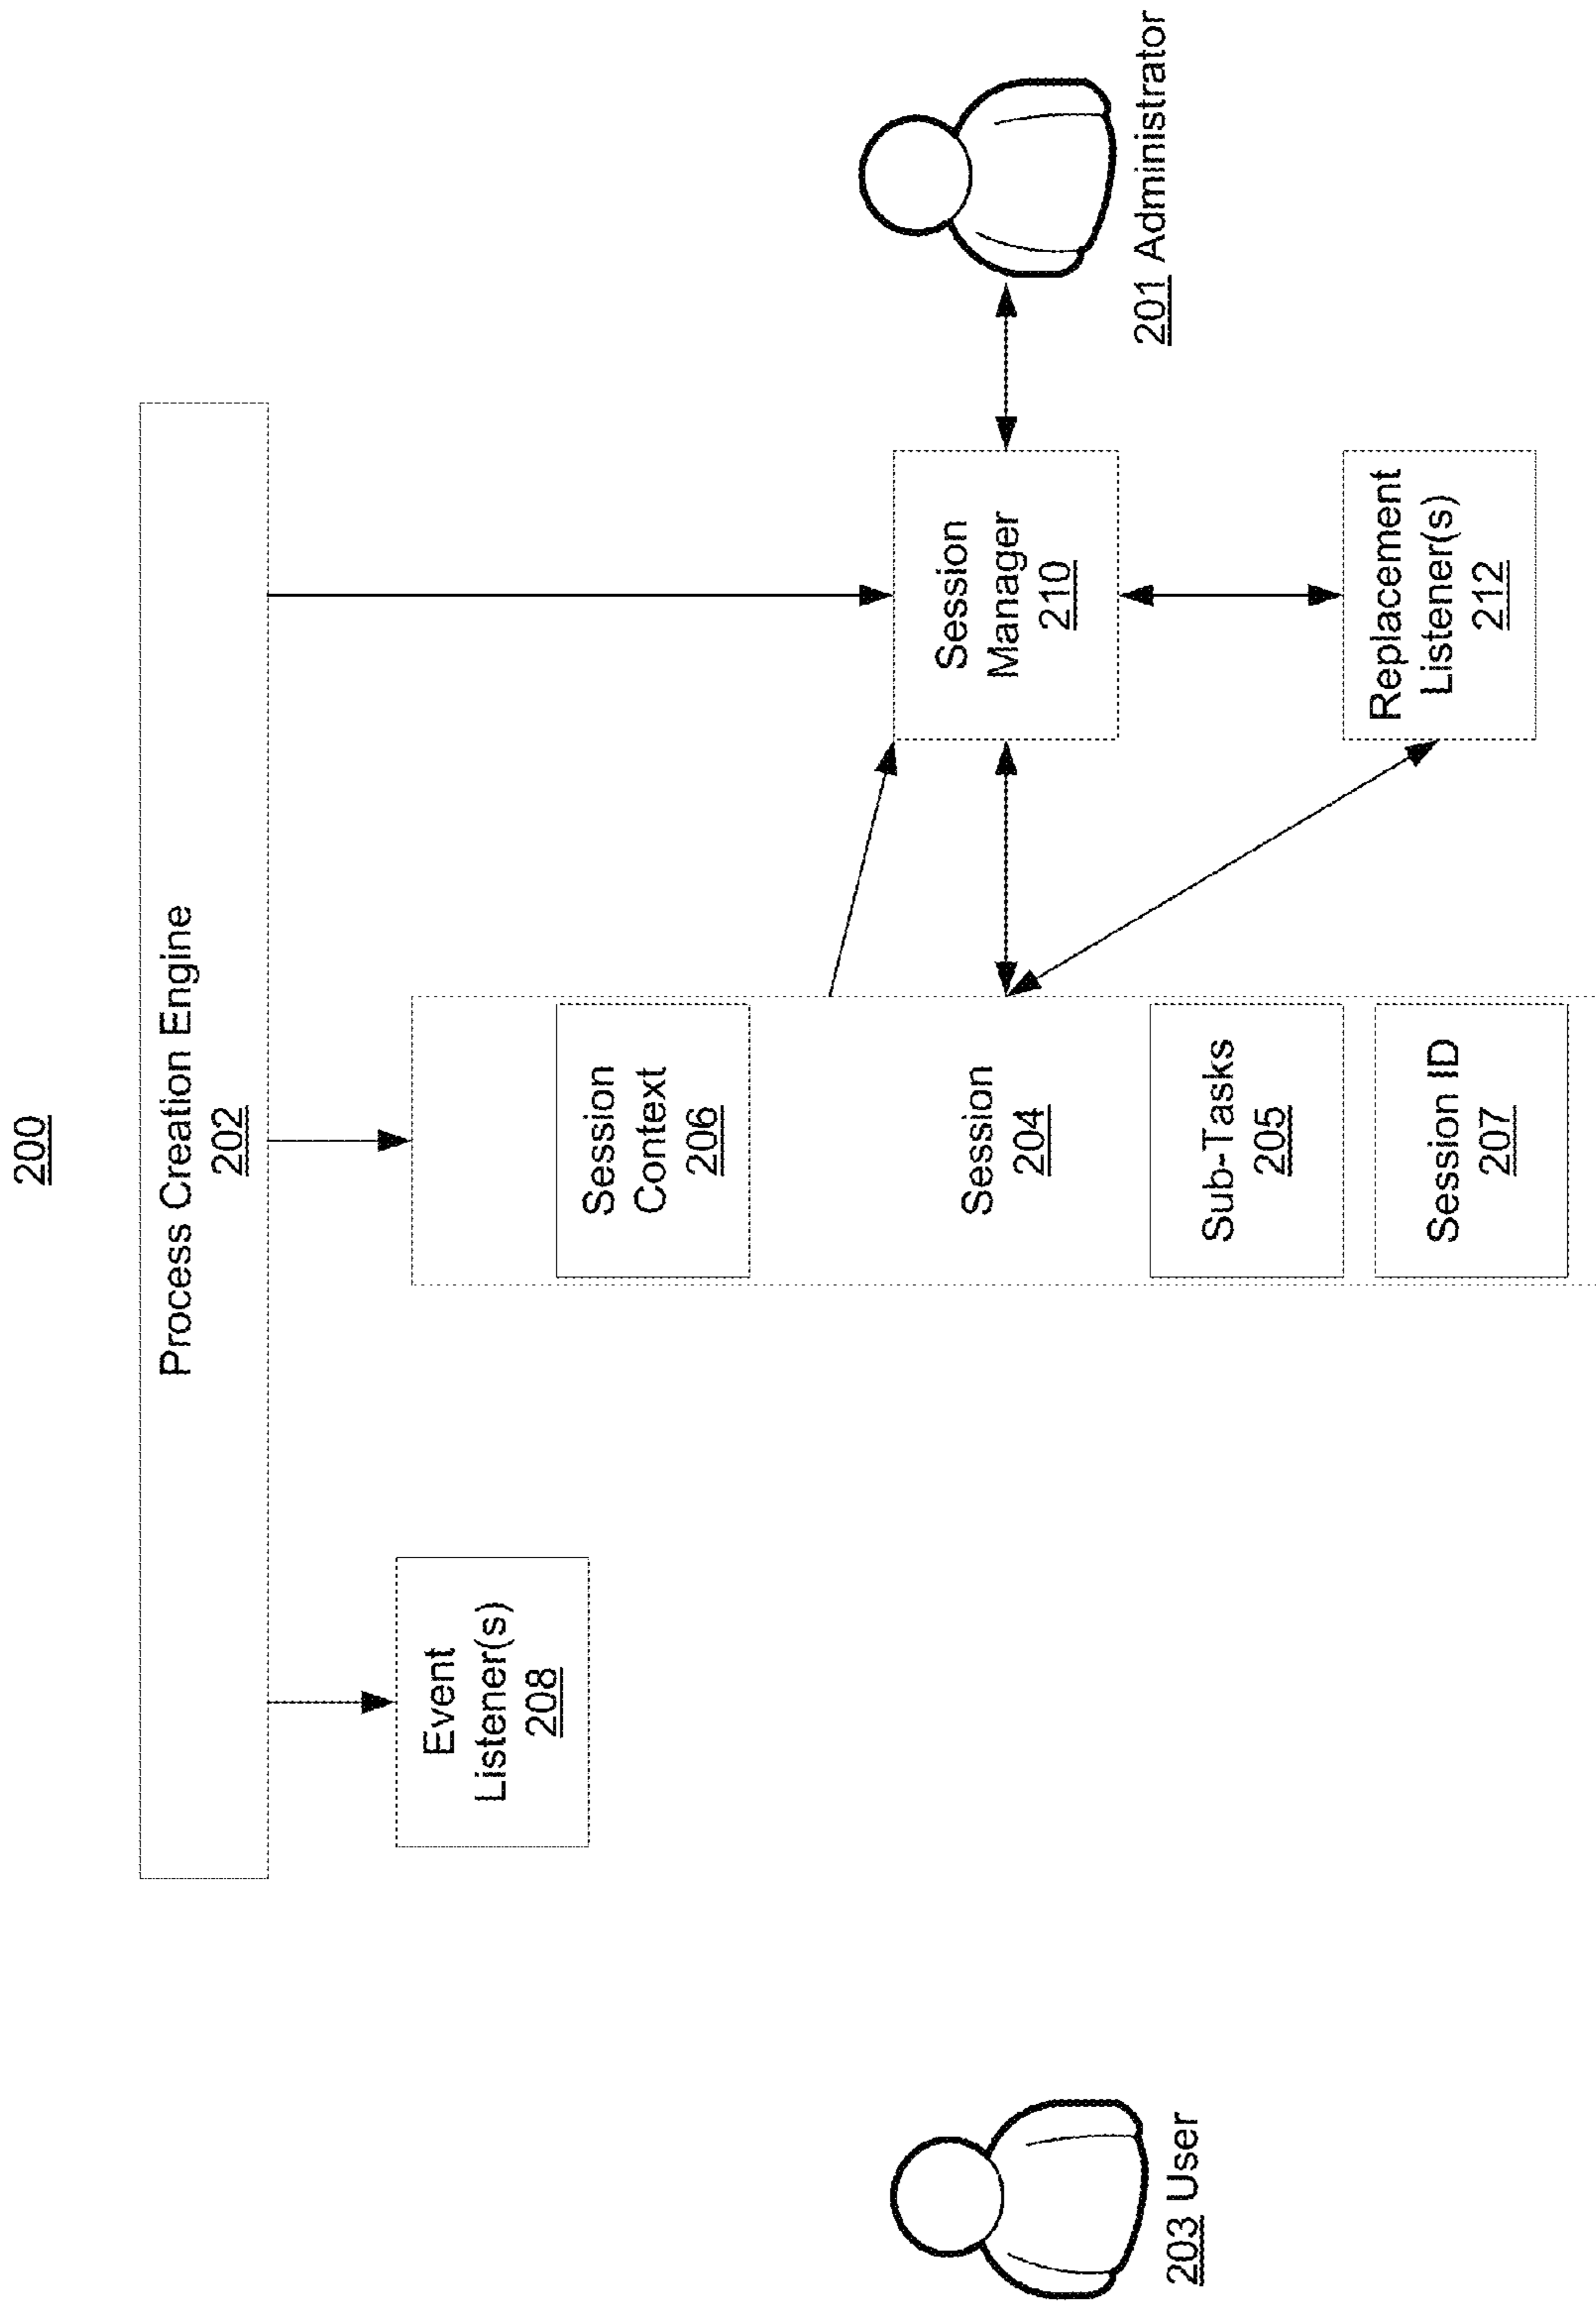 200
Process Creation Engine
202
Event
Listener(s)
208
Session
Context
206
Session
204
Sub-Tasks
205
Session ID
207
Session
Manager
210
Replacement
Listener(s)
212
203 User
201 Administrator